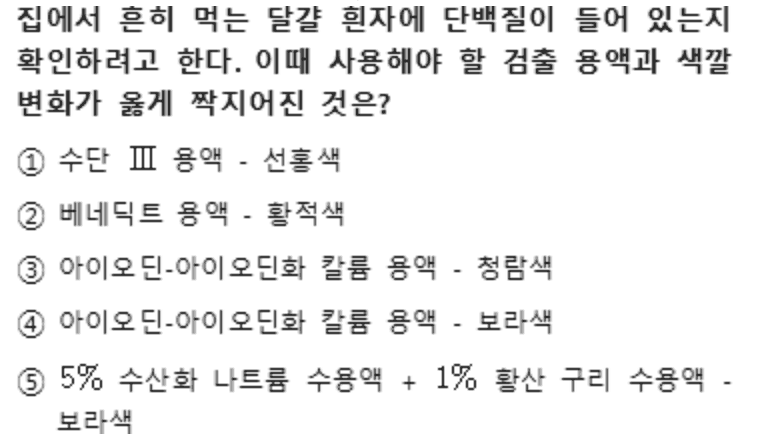 집에서 흔히 먹는 달걀 흰자에 단백질이 들어 있는지
확인하려고 한다. 이때 사용해야 할 검출 용액과 색깔
변화가 옳게 짝지어진 것은?
① 수단 Ⅲ 용액 - 선홍색
② 베네딕트 용액 - 황적색
③ 아이오딘-아이오딘화 칼륨 용액 - 청람색
④ 아이오딘-아이오딘화 칼륨 용액 - 보라색
⑤ 5% 수산화 나트륨 수용액 + 1% 황산 구리 수용액 -
보라색